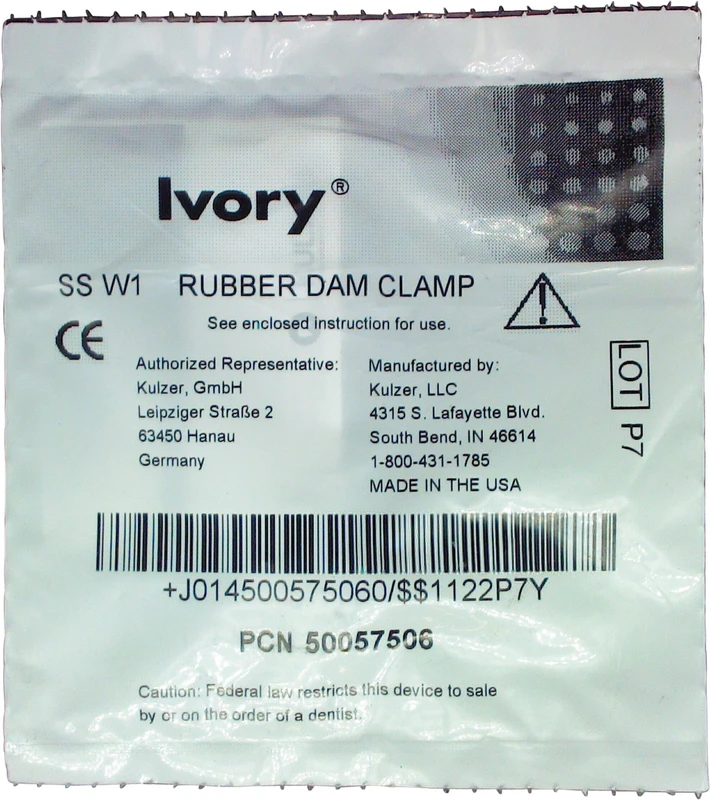 Ivory®
SS W1 RUBBER DAM CLAMP
See enclosed instruction for use.
CE
Authorized Representative:
Kulzer, GmbH
Leipziger Straße 2
63450 Hanau
Germany
Manufactured by:
Kulzer, LLC
4315 S. Lafayette Blvd.
South Bend, IN 46614
1-800-431-1785
MADE IN THE USA
LOT P7
+J014500575060/$$1122P7Y
PCN 50057506
Caution: Federal law restricts this device to sale
by or on the order of a dentist.